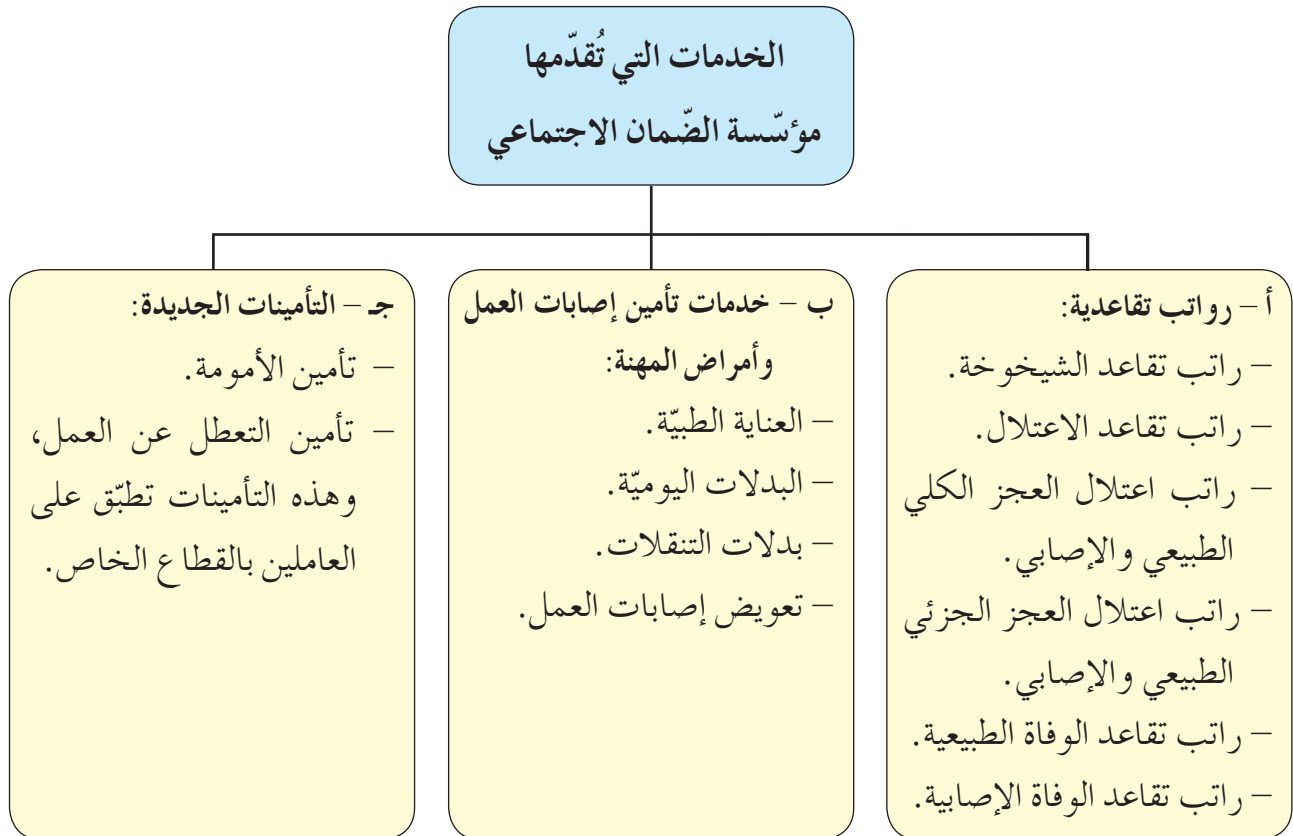 الخدمات التي تُقدّمها
مؤسّسة الضّمان الاجتماعي
أ – رواتب تقاعدية:
– راتب تقاعد الشيخوخة.
– راتب تقاعد الاعتلال.
– راتب اعتلال العجز الكلي
الطبيعي والإصابي.
– راتب اعتلال العجز الجزئي
الطبيعي والإصابي.
– راتب تقاعد الوفاة الطبيعية.
– راتب تقاعد الوفاة الإصابية.
ب – خدمات تأمين إصابات العمل
وأمراض المهنة:
– العناية الطبيّة.
– البدلات اليوميّة.
– بدلات التنقلات.
– تعويض إصابات العمل.
جـ – التأمينات الجديدة:
– تأمين الأمومة.
– تأمين التعطل عن العمل،
وهذه التأمينات تطبّق على
العاملين بالقطاع الخاص.